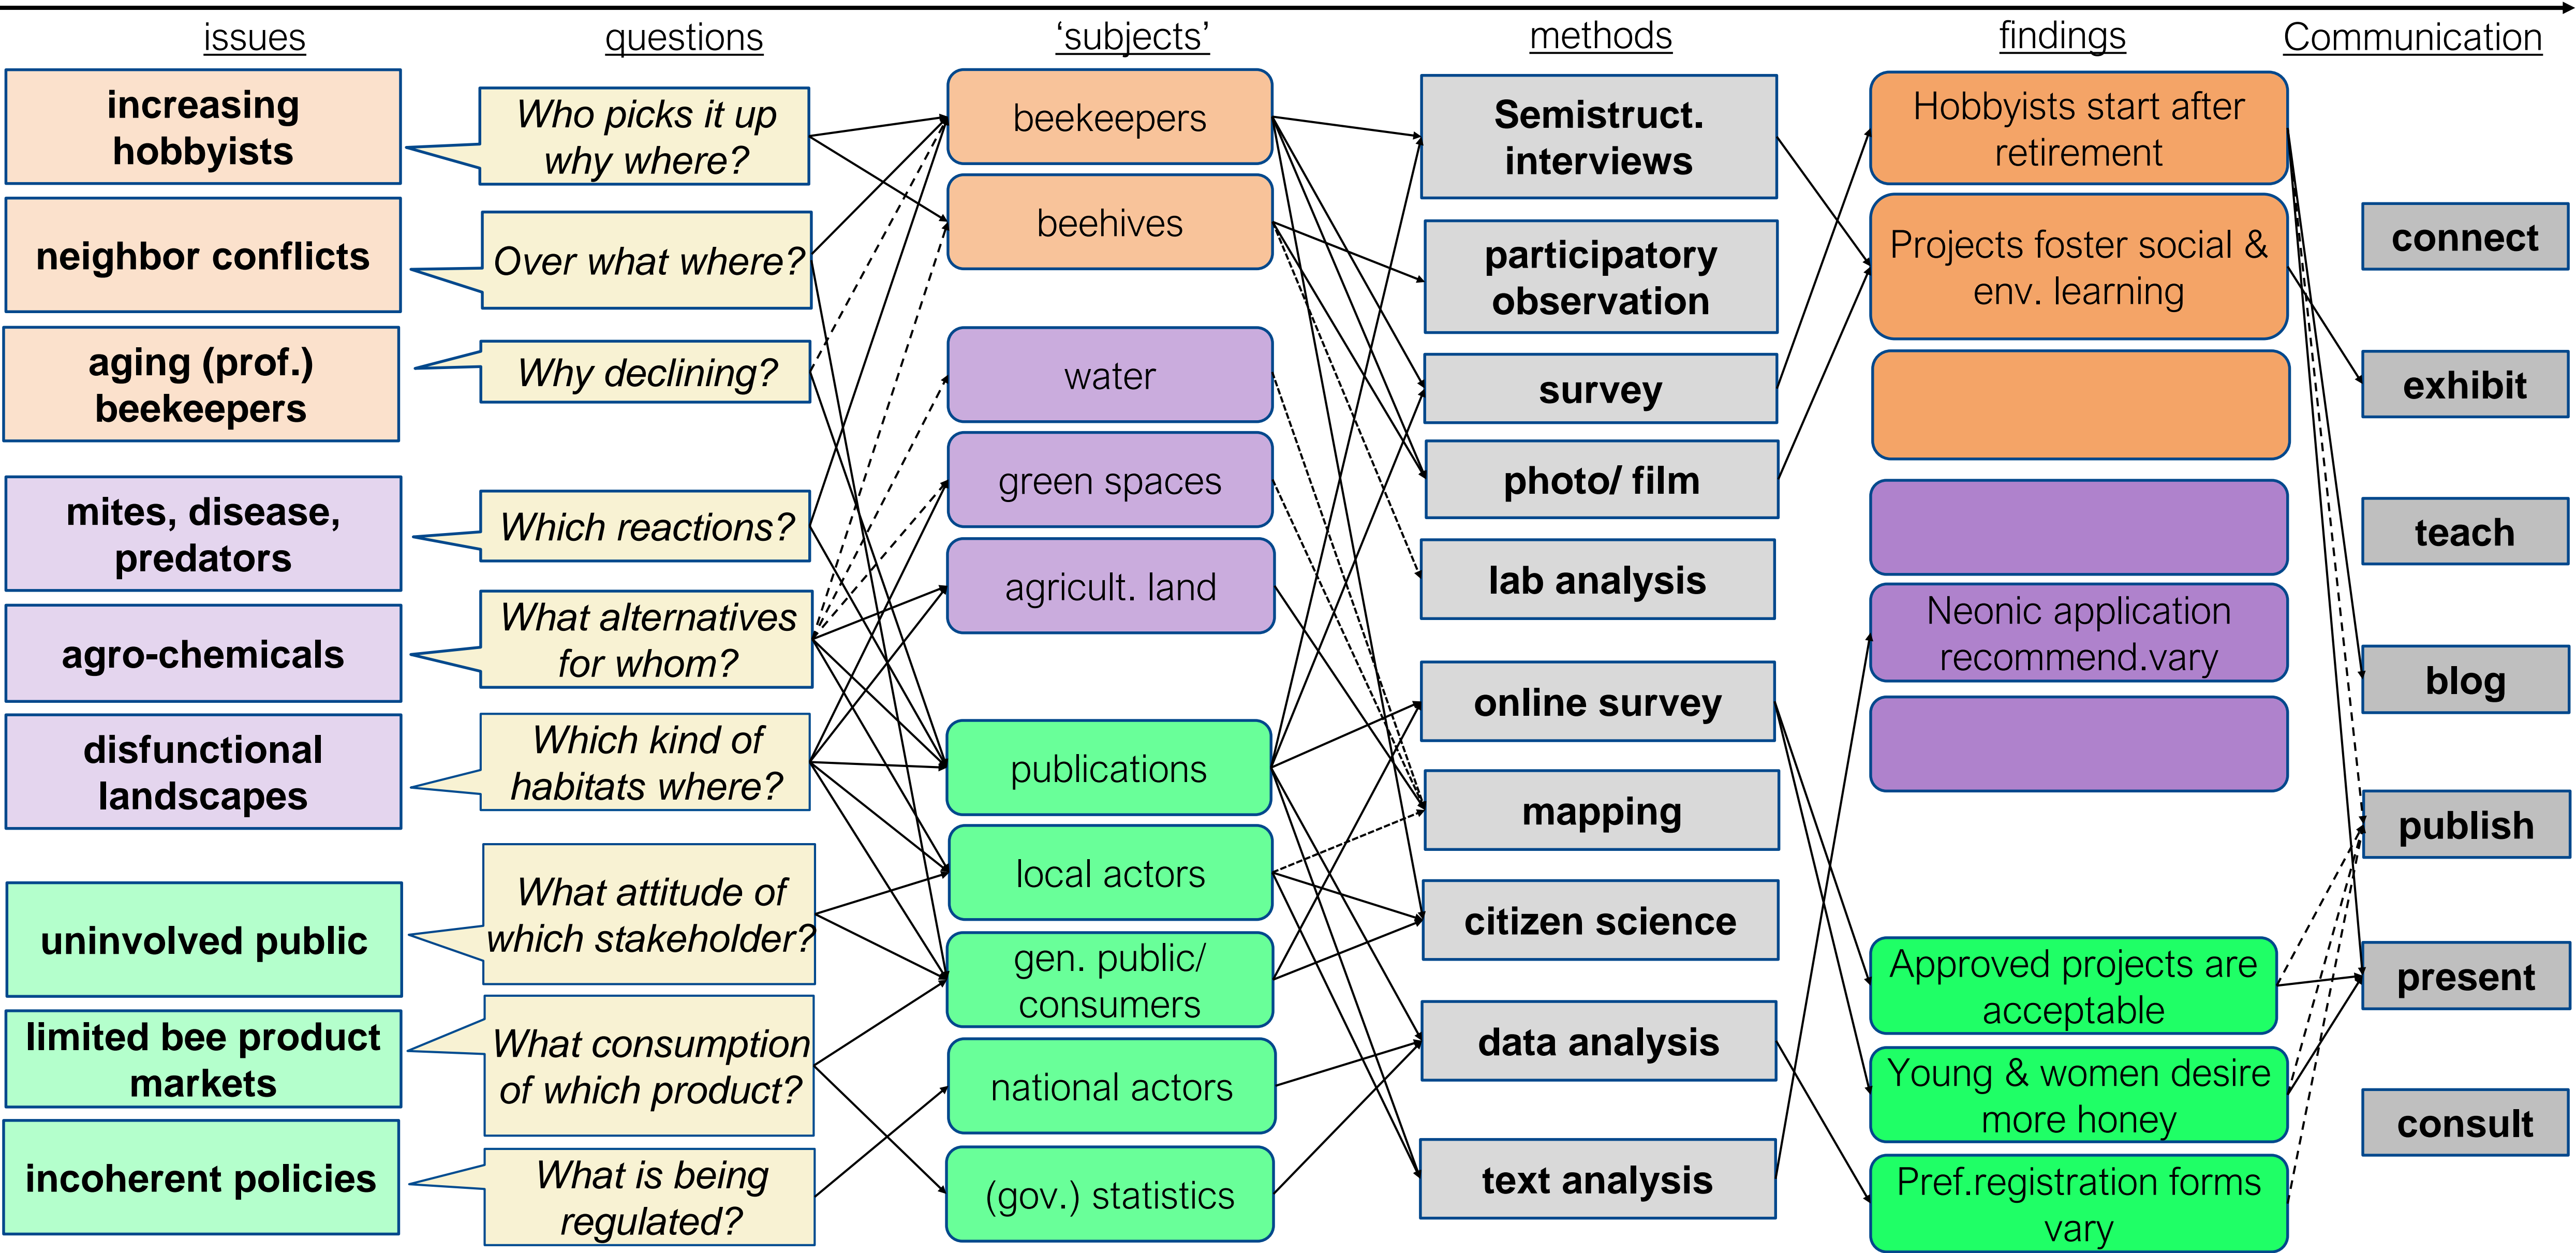 issues
questions
‘subjects’
methods
findings
Communication
increasing
hobbyists
neighbor conflicts
aging (prof.)
beekeepers
mites, disease,
predators
agro-chemicals
disfunctional
landscapes
uninvolved public
limited bee product
markets
incoherent policies
Who picks it up
why where?
Over what where?
Why declining?
Which reactions?
What alternatives
for whom?
Which kind of
habitats where?
What attitude of
which stakeholder?
What consumption
of which product?
What is being
regulated?
beekeepers
beehives
water
green spaces
agricult. land
publications
local actors
gen. public/
consumers
national actors
(gov.) statistics
Semistruct.
interviews
participatory
observation
survey
photo/ film
lab analysis
online survey
mapping
citizen science
data analysis
text analysis
Hobbyists start after
retirement
Projects foster social &
env. learning
Neonic application
recommend.vary
Approved projects are
acceptable
Young & women desire
more honey
Pref.registration forms
vary
connect
exhibit
teach
blog
publish
present
consult